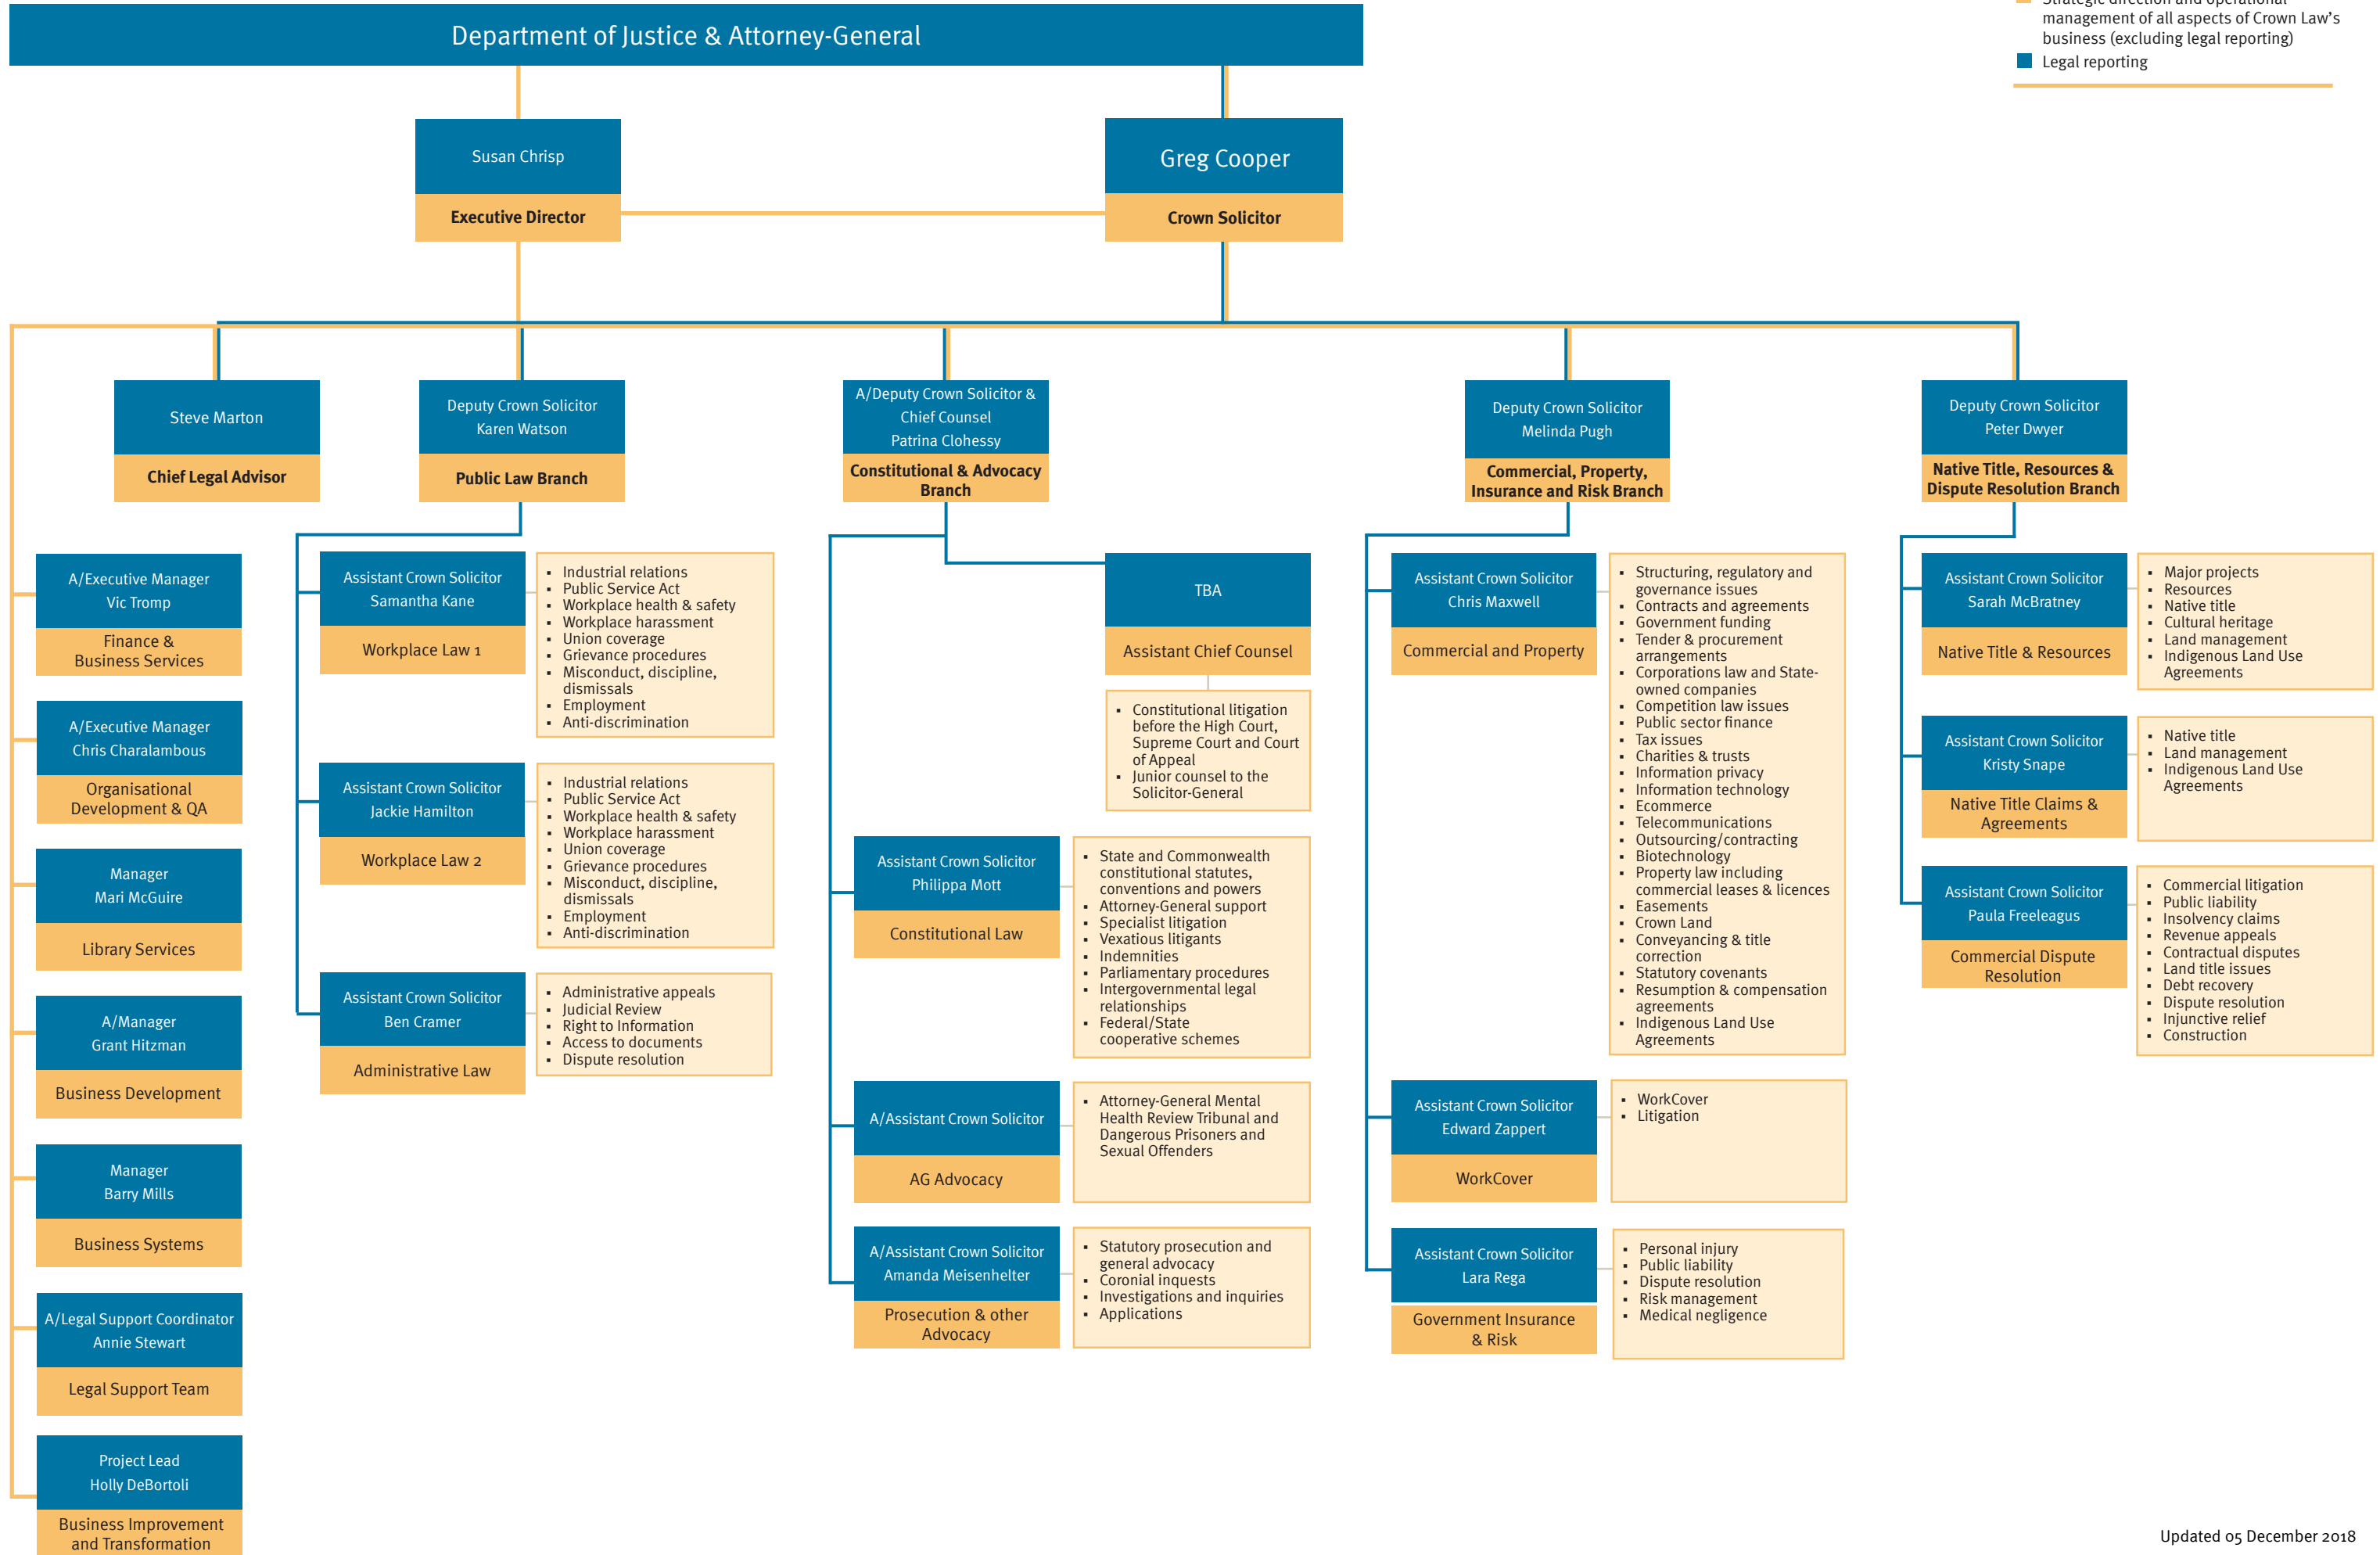 Strategic direction and operational
management of all aspects of Crown Law's
business (excluding legal reporting)
Legal reporting
Department of Justice & Attorney-General
Susan Chrisp
Executive Director
Greg Cooper
Crown Solicitor
Steve Marton
Chief Legal Advisor
Deputy Crown Solicitor
Karen Watson
Public Law Branch
A/Deputy Crown Solicitor &
Chief Counsel
Patrina Clohessy
Constitutional & Advocacy
Branch
Deputy Crown Solicitor
Melinda Pugh
Commercial, Property,
Insurance and Risk Branch
Deputy Crown Solicitor
Peter Dwyer
Native Title, Resources &
Dispute Resolution Branch
A/Executive Manager
Vic Tromp
Finance &
Business Services
A/Executive Manager
Chris Charalambous
Organisational
Development & QA
Manager
Mari McGuire
Library Services
A/Manager
Grant Hitzman
Business Development
Manager
Barry Mills
Business Systems
A/Legal Support Coordinator
Annie Stewart
Legal Support Team
Project Lead
Holly DeBortoli
Business Improvement
and Transformation
Assistant Crown Solicitor
Samantha Kane
Workplace Law 1
▪ Industrial relations
▪ Public Service Act
▪ Workplace health & safety
▪ Workplace harassment
▪ Union coverage
▪ Grievance procedures
▪ Misconduct, discipline,
dismissals
▪ Employment
▪ Anti-discrimination
Assistant Crown Solicitor
Jackie Hamilton
Workplace Law 2
▪ Industrial relations
▪ Public Service Act
▪ Workplace health & safety
▪ Workplace harassment
▪ Union coverage
▪ Grievance procedures
▪ Misconduct, discipline,
dismissals
▪ Employment
▪ Anti-discrimination
Assistant Crown Solicitor
Ben Cramer
Administrative Law
▪ Administrative appeals
▪ Judicial Review
▪ Right to Information
▪ Access to documents
▪ Dispute resolution
TBA
Assistant Chief Counsel
▪ Constitutional litigation
before the High Court,
Supreme Court and Court
of Appeal
▪ Junior counsel to the
Solicitor-General
Assistant Crown Solicitor
Philippa Mott
Constitutional Law
▪ State and Commonwealth
constitutional statutes,
conventions and powers
▪ Attorney-General support
▪ Specialist litigation
▪ Vexatious litigants
▪ Indemnities
▪ Parliamentary procedures
▪ Intergovernmental legal
relationships
▪ Federal/State
cooperative schemes
A/Assistant Crown Solicitor
AG Advocacy
▪ Attorney-General Mental
Health Review Tribunal and
Dangerous Prisoners and
Sexual Offenders
A/Assistant Crown Solicitor
Amanda Meisenhelter
Prosecution & other
Advocacy
▪ Statutory prosecution and
general advocacy
▪ Coronial inquests
▪ Investigations and inquiries
▪ Applications
Assistant Crown Solicitor
Chris Maxwell
Commercial and Property
▪ Structuring, regulatory and
governance issues
▪ Contracts and agreements
▪ Government funding
▪ Tender & procurement
arrangements
▪ Corporations law and State-
owned companies
▪ Competition law issues
▪ Public sector finance
▪ Tax issues
▪ Charities & trusts
▪ Information privacy
▪ Information technology
▪ Ecommerce
▪ Telecommunications
▪ Outsourcing/contracting
▪ Biotechnology
▪ Property law including
commercial leases & licences
▪ Easements
▪ Crown Land
▪ Conveyancing & title
correction
▪ Statutory covenants
▪ Resumption & compensation
agreements
▪ Indigenous Land Use
Agreements
Assistant Crown Solicitor
Edward Zappert
WorkCover
▪ WorkCover
▪ Litigation
Assistant Crown Solicitor
Lara Rega
Government Insurance
& Risk
▪ Personal injury
▪ Public liability
▪ Dispute resolution
▪ Risk management
▪ Medical negligence
Assistant Crown Solicitor
Sarah McBratney
Native Title & Resources
▪ Major projects
▪ Resources
▪ Native title
▪ Cultural heritage
▪ Land management
▪ Indigenous Land Use
Agreements
Assistant Crown Solicitor
Kristy Snape
Native Title Claims &
Agreements
▪ Native title
▪ Land management
▪ Indigenous Land Use
Agreements
Assistant Crown Solicitor
Paula Freeleagus
Commercial Dispute
Resolution
▪ Commercial litigation
▪ Public liability
▪ Insolvency claims
▪ Revenue appeals
▪ Contractual disputes
▪ Land title issues
▪ Debt recovery
▪ Dispute resolution
▪ Injunctive relief
▪ Construction
Updated 05 December 2018